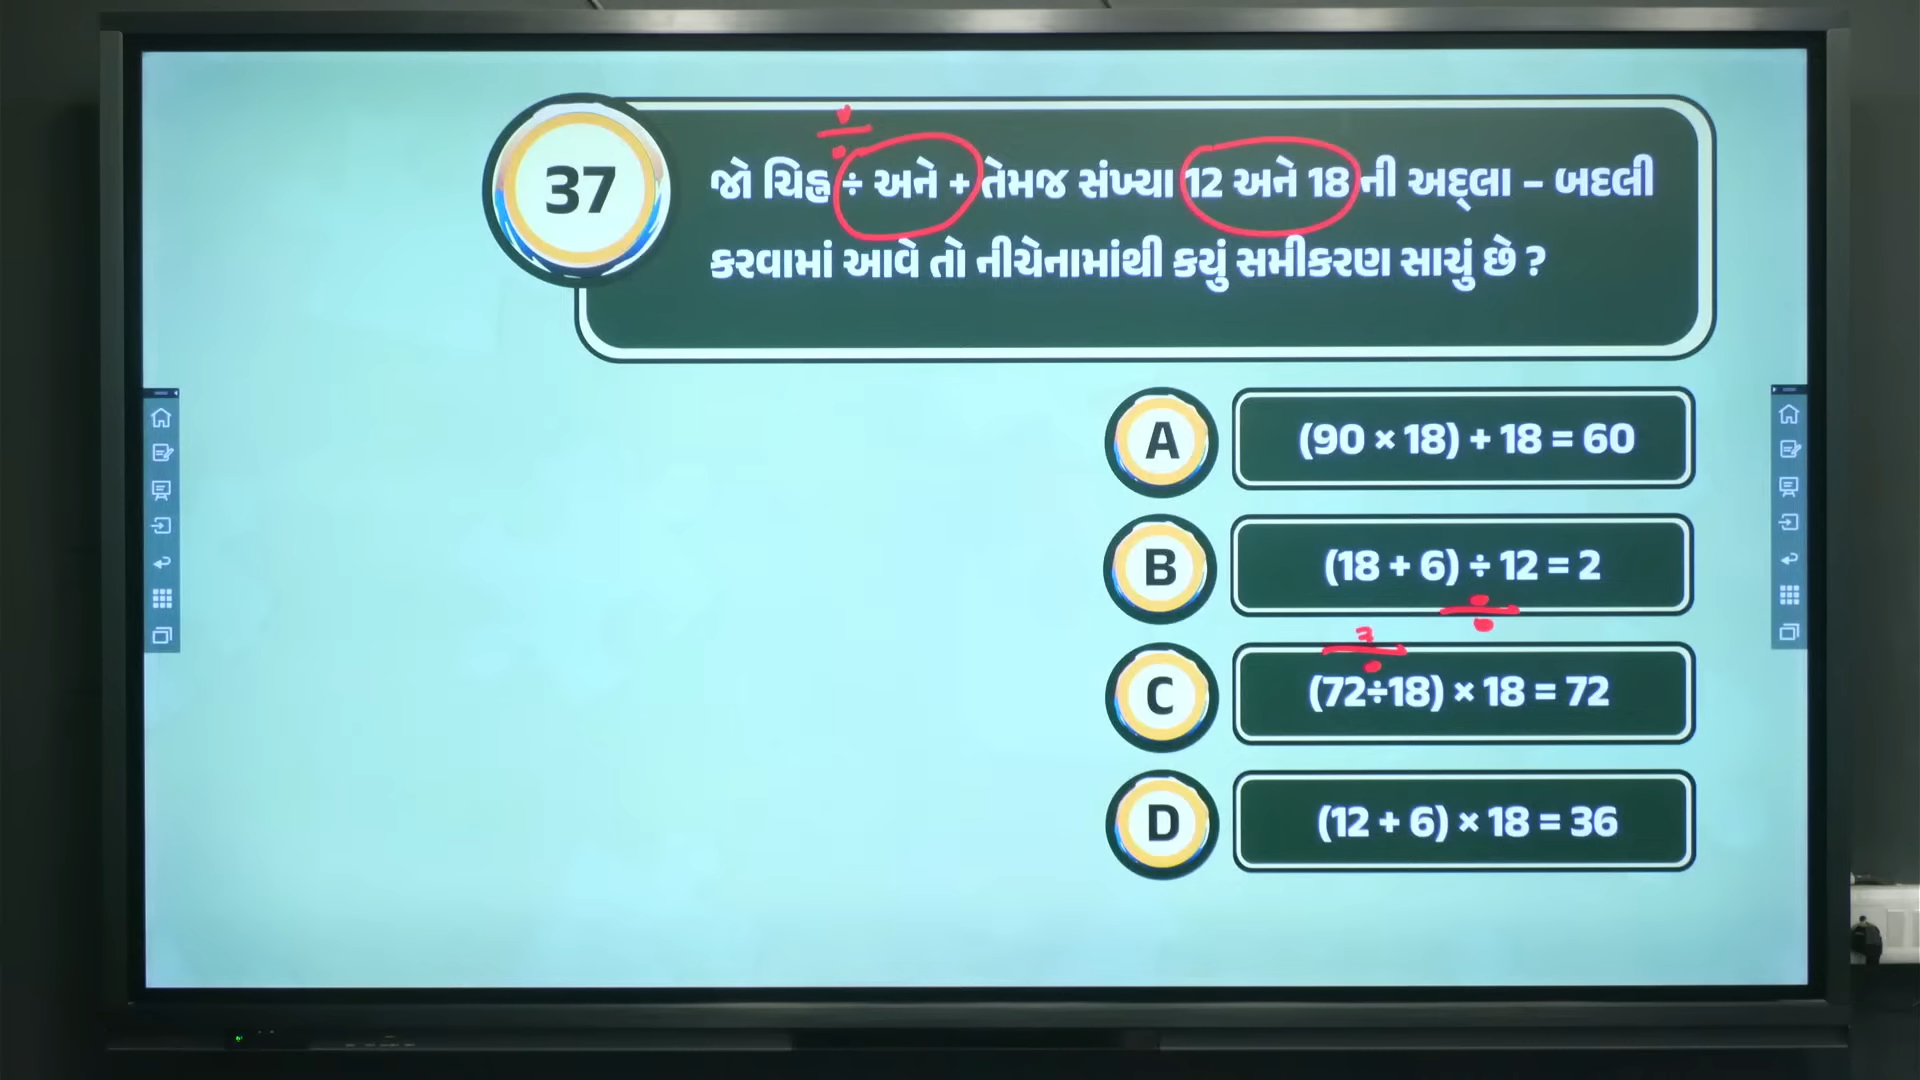 37
જો ચિહ્ન ÷ અને + તેમજ સંખ્યા 12 અને 18 ની અદ્લા – બદલી
કરવામાં આવે તો નીચેનામાંથી કયું સમીકરણ સાચું છે ?
A (90 × 18) + 18 = 60
B (18 + 6) ÷ 12 = 2
C (72÷18) × 18 = 72
D (12 + 6) × 18 = 36